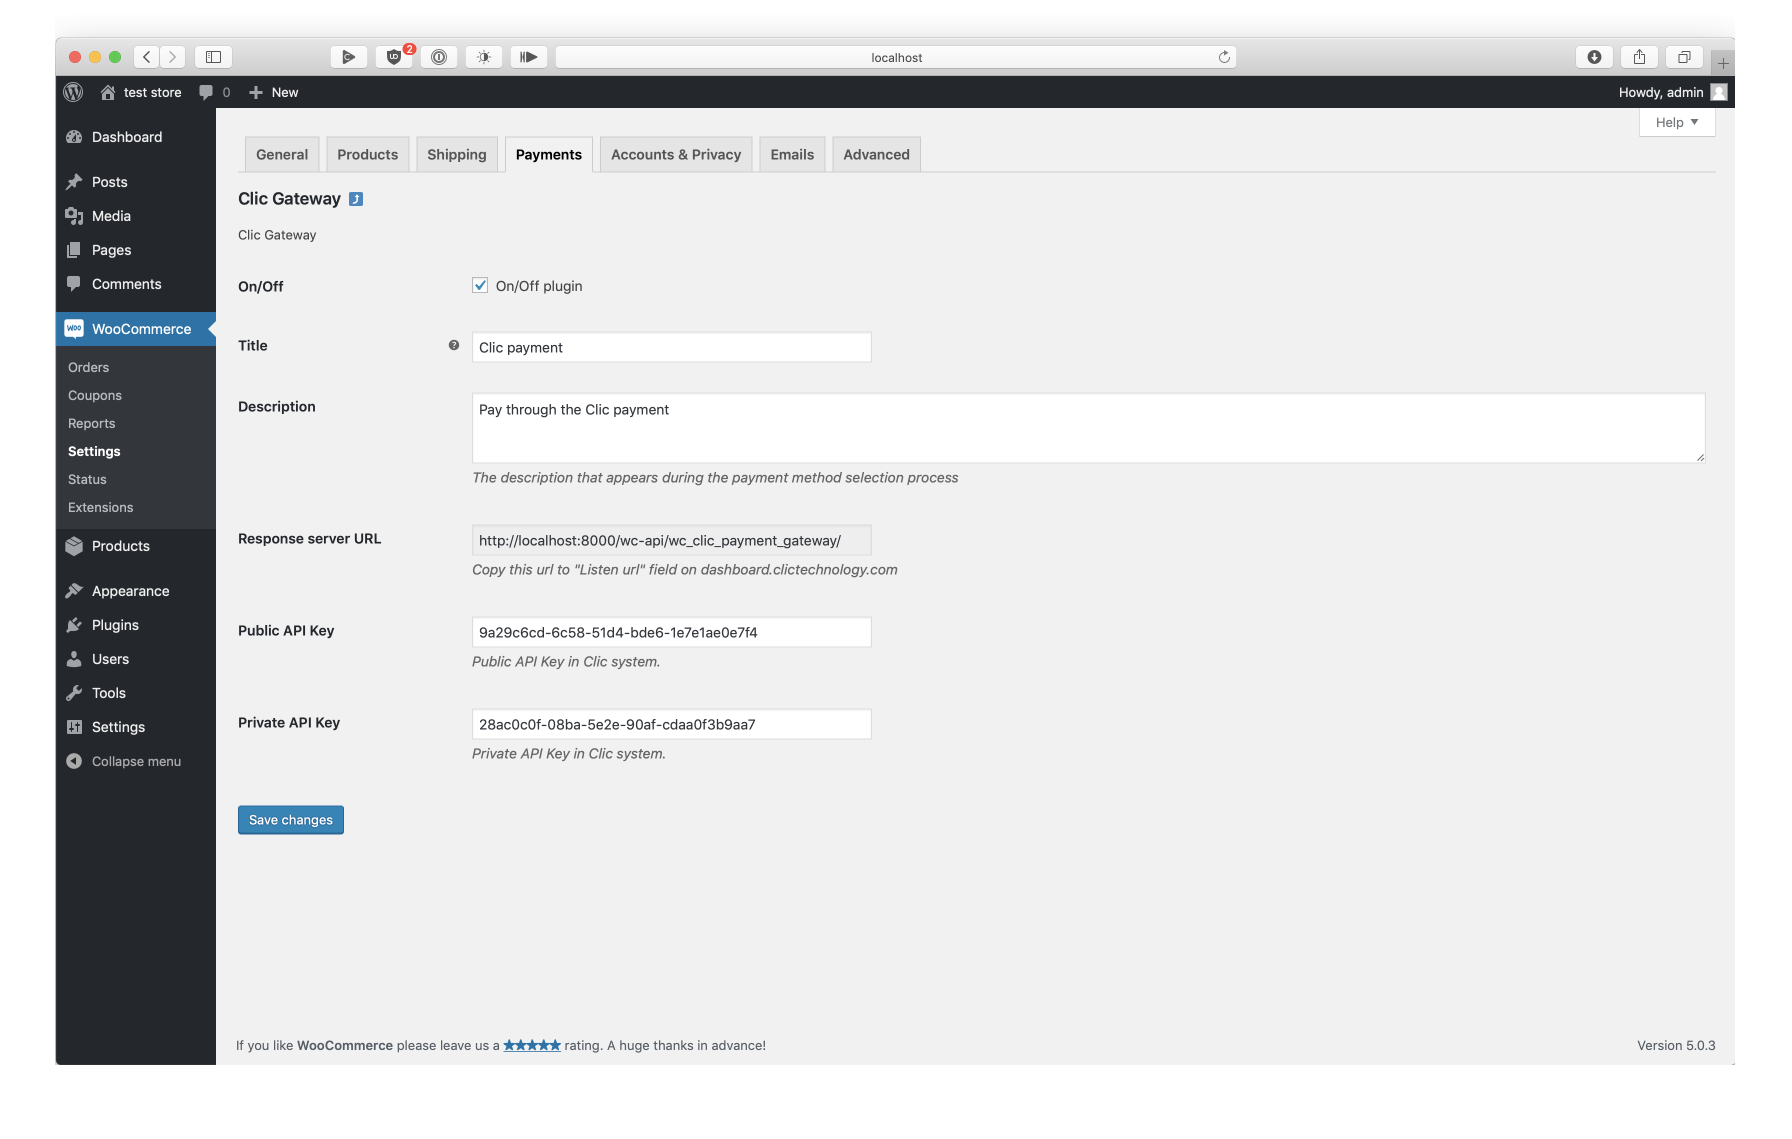 2
localhost
test store 0 New
Howdy, admin
Help
Dashboard
Posts
Media
Pages
Comments
WooCommerce
Orders
Coupons
Reports
Settings
Status
Extensions
Products
Appearance
Plugins
Users
Tools
Settings
Collapse menu
General Products Shipping Payments Accounts & Privacy Emails Advanced
Clic Gateway
Clic Gateway
On/Off
On/Off plugin
Title
Clic payment
Description
Pay through the Clic payment
The description that appears during the payment method selection process
Response server URL
http://localhost:8000/wc-api/wc_clic_payment_gateway/
Copy this url to "Listen url" field on dashboard.clictechnology.com
Public API Key
9a29c6cd-6c58-51d4-bde6-1e7e1ae0e7f4
Public API Key in Clic system.
Private API Key
28ac0c0f-08ba-5e2e-90af-cdaa0f3b9aa7
Private API Key in Clic system.
Save changes
If you like WooCommerce please leave us a ★★★★★ rating. A huge thanks in advance!
Version 5.0.3